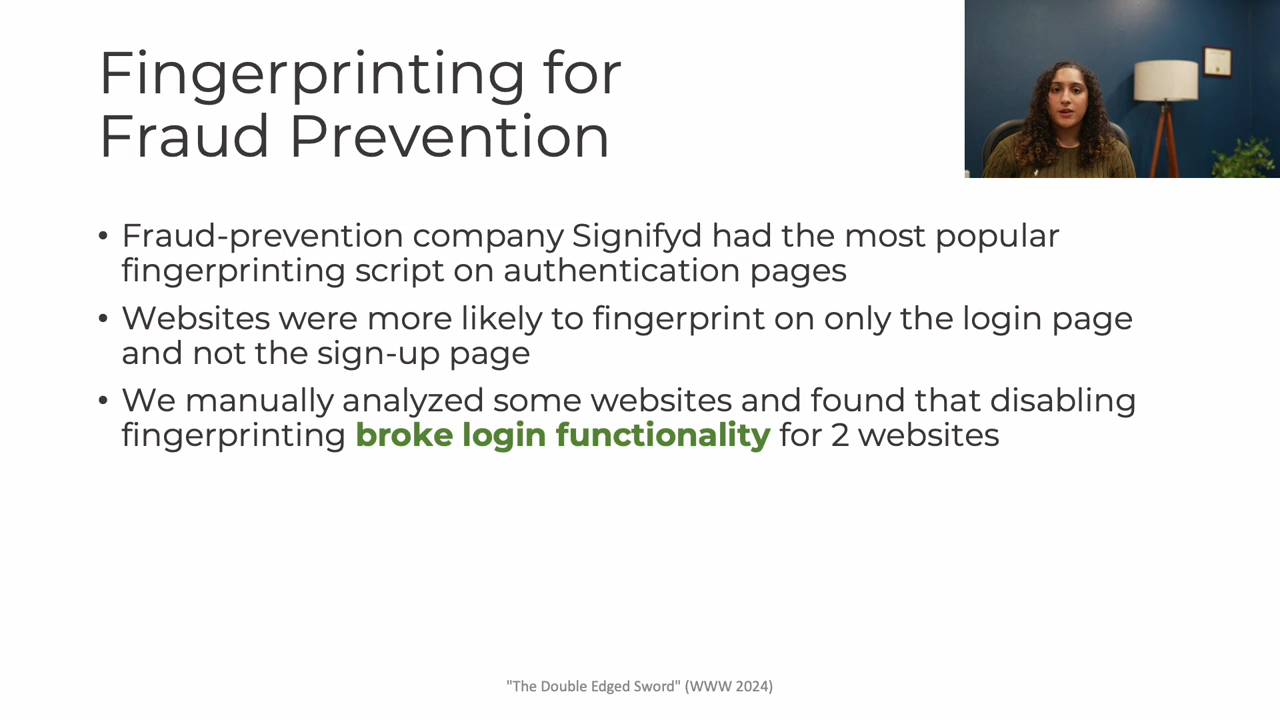 Fingerprinting for
Fraud Prevention
• Fraud-prevention company Signifyd had the most popular
fingerprinting script on authentication pages
• Websites were more likely to fingerprint on only the login page
and not the sign-up page
• We manually analyzed some websites and found that disabling
fingerprinting broke login functionality for 2 websites
"The Double Edged Sword" (WWW 2024)